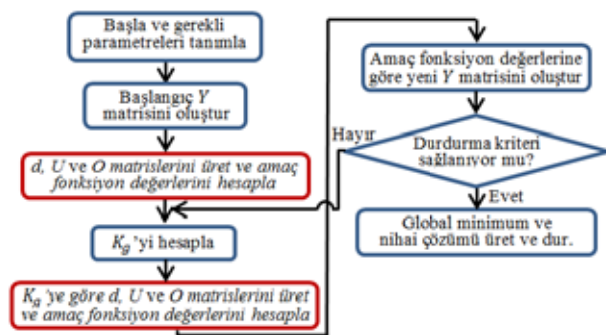 Başla ve gerekli
parametreleri tanımla
Başlangıç Y
matrisini oluştur
d, U ve O matrislerini üret ve amaç
fonksiyon değerlerini hesapla
Kg'yi hesapla
Kg'ye göre d, U ve O matrislerini üret
ve amaç fonksiyon değerlerini hesapla
Amaç fonksiyon değerlerine
göre yeni Y matrisini oluştur
Durdurma kriteri
sağlanıyor mu?
Hayır
Evet
Global minimum ve
nihai çözümü üret ve dur.